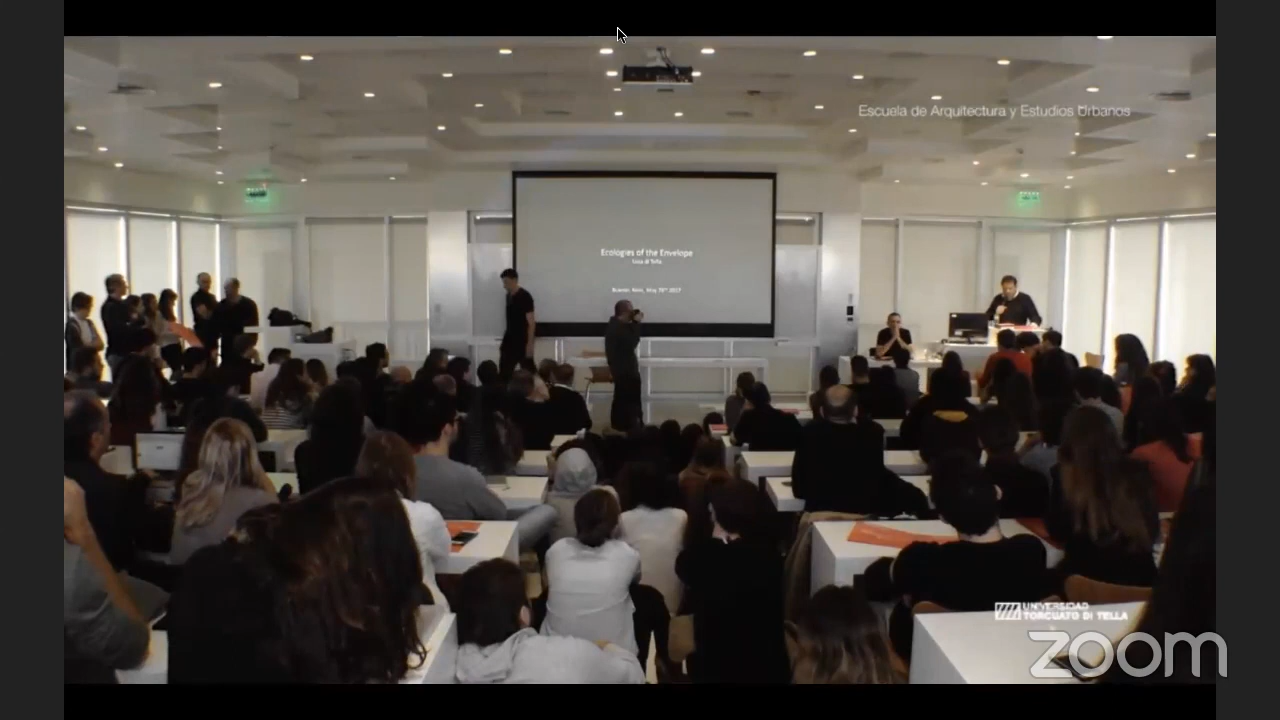 Escuela de Arquitectura y Estudios Urbanos
Ecologies of the Envelope
UNIVERSIDAD
TORCUATO DI TELLA
zoom